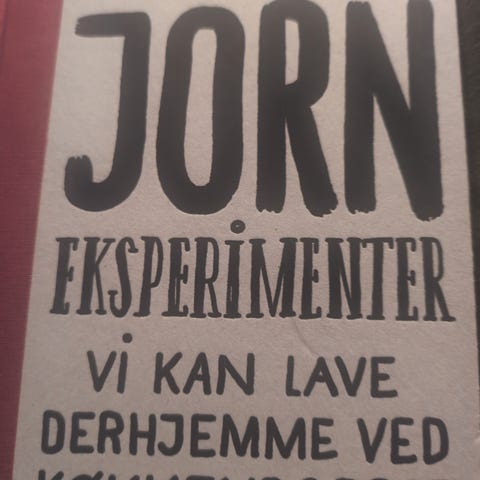 JORN
EKSPERIMENTER
Vi KAN LAVE
DERHJEMME VED